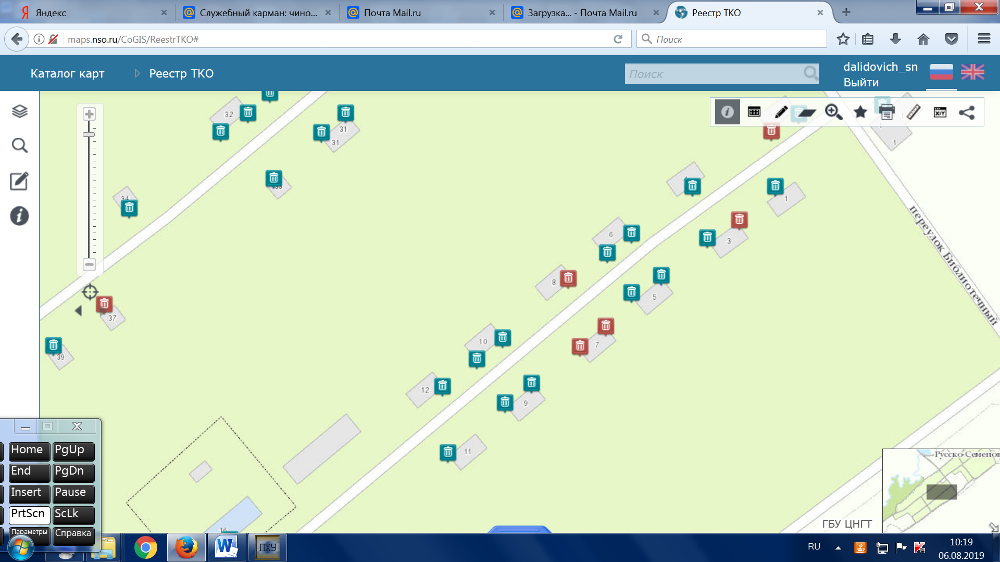 Яндекс
Служебный карман: чино...
Почта Mail.ru
Загрузка... - Почта Mail.ru
Реестр ТКО
maps.nso.ru/CoGIS/ReestrTKO#
Поиск
Каталог карт
Реестр ТКО
Поиск
dalidovich_sn
Выйти
32
31
31
1
34
1
6
3
8
5
37
10
7
39
12
9
11
16
переулок Библиотечный
Home
PgUp
End
PgDn
Insert
Pause
PrtScn
ScLk
Параметры
Справка
Русско-Семенов
ГБУ ЦНГТ
ПХУ
RU
10:19
06.08.2019